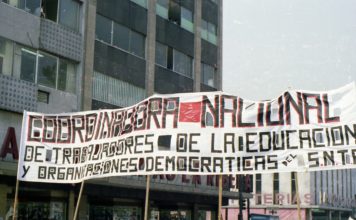 COORDINADORA NACIONAL
DE TRABAJADORES DE LA EDUCACION
Y ORGANIZACIONES DEMOCRATICAS DEL S.N.T.E.